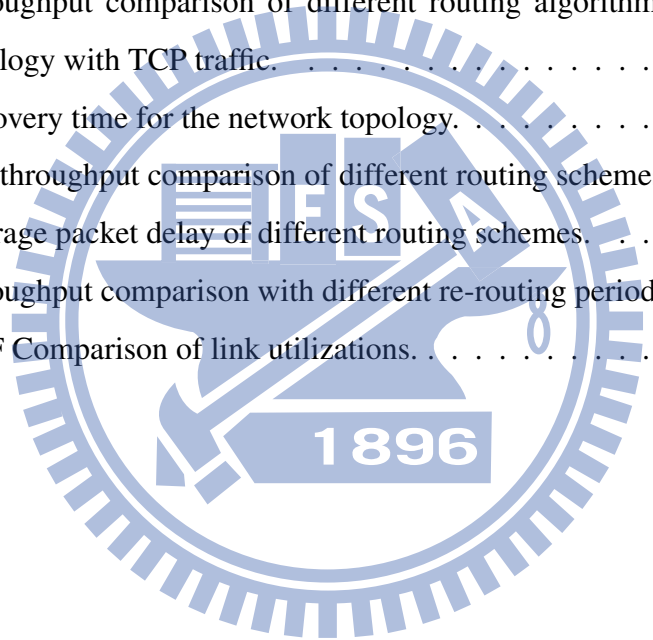 oughput comparison of different routing algorithm
logy with TCP traffic. . . . . . . . . . . . . . . . .
overy time for the network topology. . . . . . . . . .
throughput comparison of different routing scheme
rage packet delay of different routing schemes. . . .
oughput comparison with different re-routing period
F Comparison of link utilizations. . . . . . . . . . .
E S A
1896